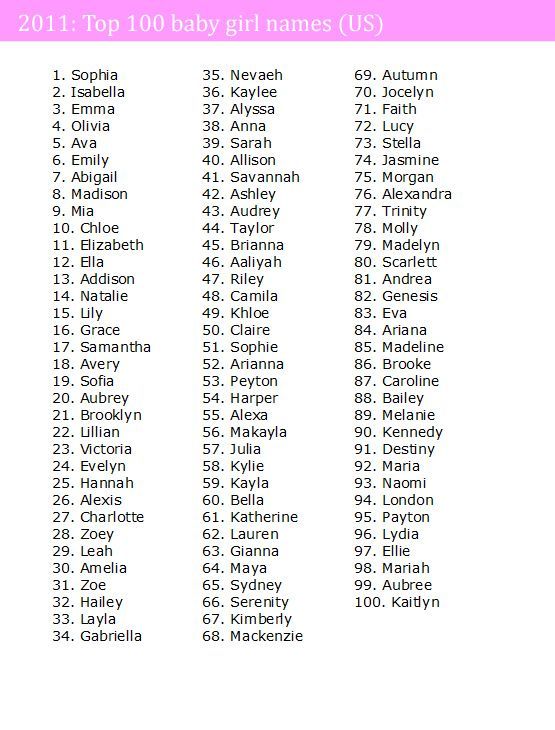 2011: Top 100 baby girl names (US)
1. Sophia
2. Isabella
3. Emma
4. Olivia
5. Ava
6. Emily
7. Abigail
8. Madison
9. Mia
10. Chloe
11. Elizabeth
12. Ella
13. Addison
14. Natalie
15. Lily
16. Grace
17. Samantha
18. Avery
19. Sofia
20. Aubrey
21. Brooklyn
22. Lillian
23. Victoria
24. Evelyn
25. Hannah
26. Alexis
27. Charlotte
28. Zoey
29. Leah
30. Amelia
31. Zoe
32. Hailey
33. Layla
34. Gabriella
35. Nevaeh
36. Kaylee
37. Alyssa
38. Anna
39. Sarah
40. Allison
41. Savannah
42. Ashley
43. Audrey
44. Taylor
45. Brianna
46. Aaliyah
47. Riley
48. Camila
49. Khloe
50. Claire
51. Sophie
52. Arianna
53. Peyton
54. Harper
55. Alexa
56. Makayla
57. Julia
58. Kylie
59. Kayla
60. Bella
61. Katherine
62. Lauren
63. Gianna
64. Maya
65. Sydney
66. Serenity
67. Kimberly
68. Mackenzie
69. Autumn
70. Jocelyn
71. Faith
72. Lucy
73. Stella
74. Jasmine
75. Morgan
76. Alexandra
77. Trinity
78. Molly
79. Madelyn
80. Scarlett
81. Andrea
82. Genesis
83. Eva
84. Ariana
85. Madeline
86. Brooke
87. Caroline
88. Bailey
89. Melanie
90. Kennedy
91. Destiny
92. Maria
93. Naomi
94. London
95. Payton
96. Lydia
97. Ellie
98. Mariah
99. Aubree
100. Kaitlyn